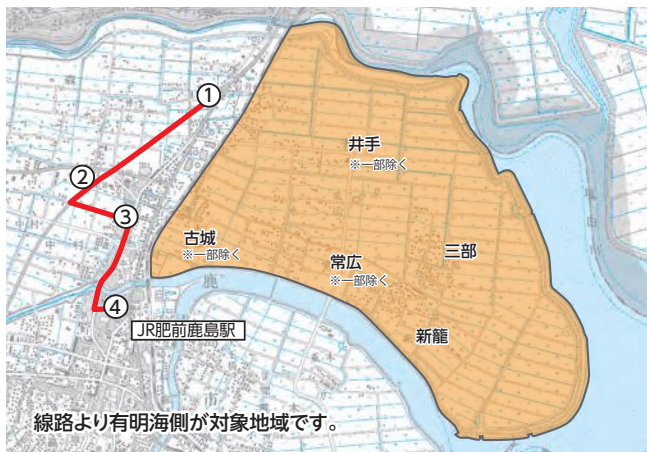 ①
井手
※一部除く
②
③
古城
※一部除く
三部
常広
※一部除く
④
新籠
JR肥前鹿島駅
鹿
市
線路より有明海側が対象地域です。